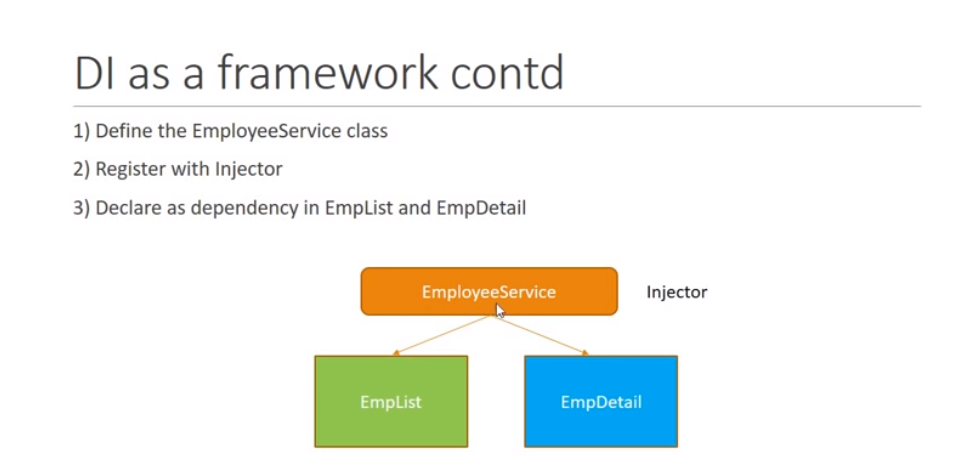 DI as a framework contd
1) Define the EmployeeService class
2) Register with Injector
3) Declare as dependency in EmpList and EmpDetail
EmployeeService
Injector
EmpList
EmpDetail